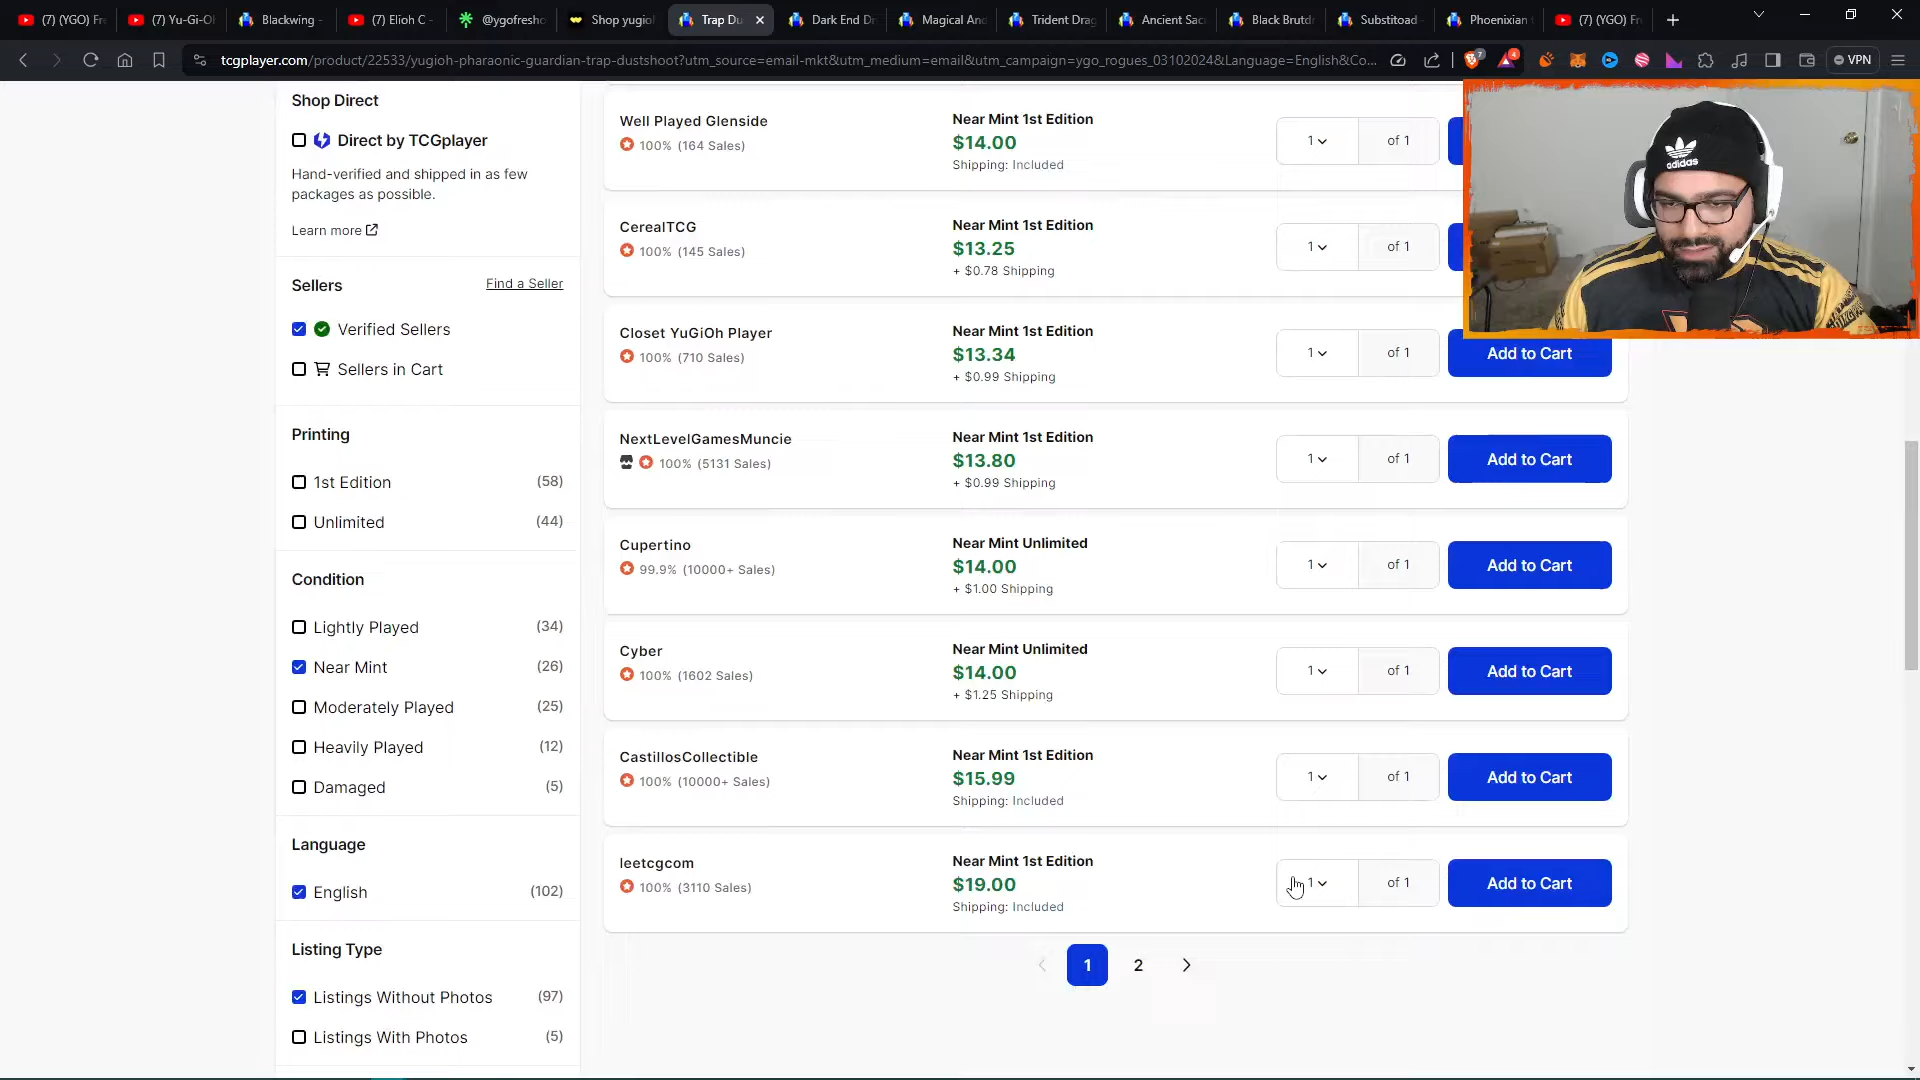 (7) (YGO) Fr
(7) Yu-Gi-O
Blackwing -
(7) Elioh C -
@ygofresho
Shop yugio
Trap Du
Dark End Dr
Magical An
Trident Drag
Ancient Sac
Black Brutdr
Substitoad
Phoenixian
(7) (YGO) Fr
tcgplayer.com/product/22533/yugioh-pharaonic-guardian-trap-dustshoot?utm_source=email-mkt&utm_medium=email&utm_campaign=ygo_rogues_03102024&Language=English&Co...
7
4
VPN
Shop Direct
Direct by TCGplayer
Hand-verified and shipped in as few
packages as possible.
Learn more
Sellers
Find a Seller
Verified Sellers
Sellers in Cart
Printing
1st Edition (58)
Unlimited (44)
Condition
Lightly Played (34)
Near Mint (26)
Moderately Played (25)
Heavily Played (12)
Damaged (5)
Language
English (102)
Listing Type
Listings Without Photos (97)
Listings With Photos (5)
Well Played Glenside
100% (164 Sales)
Near Mint 1st Edition
$14.00
Shipping: Included
1 of 1
CerealTCG
100% (145 Sales)
Near Mint 1st Edition
$13.25
+ $0.78 Shipping
1 of 1
Closet YuGiOh Player
100% (710 Sales)
Near Mint 1st Edition
$13.34
+ $0.99 Shipping
1 of 1
Add to Cart
NextLevelGamesMuncie
100% (5131 Sales)
Near Mint 1st Edition
$13.80
+ $0.99 Shipping
1 of 1
Add to Cart
Cupertino
99.9% (10000+ Sales)
Near Mint Unlimited
$14.00
+ $1.00 Shipping
1 of 1
Add to Cart
Cyber
100% (1602 Sales)
Near Mint Unlimited
$14.00
+ $1.25 Shipping
1 of 1
Add to Cart
CastillosCollectible
100% (10000+ Sales)
Near Mint 1st Edition
$15.99
Shipping: Included
1 of 1
Add to Cart
leetcgcom
100% (3110 Sales)
Near Mint 1st Edition
$19.00
Shipping: Included
1 of 1
Add to Cart
1 2
adidas